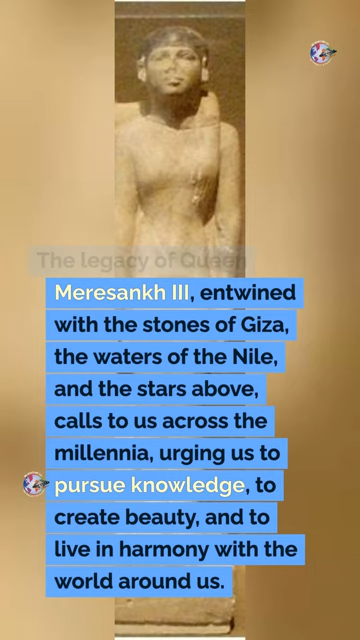 The legacy of Queen
Meresankh III, entwined
with the stones of Giza,
the waters of the Nile,
and the stars above,
calls to us across the
millennia, urging us to
pursue knowledge, to
create beauty, and to
live in harmony with the
world around us.